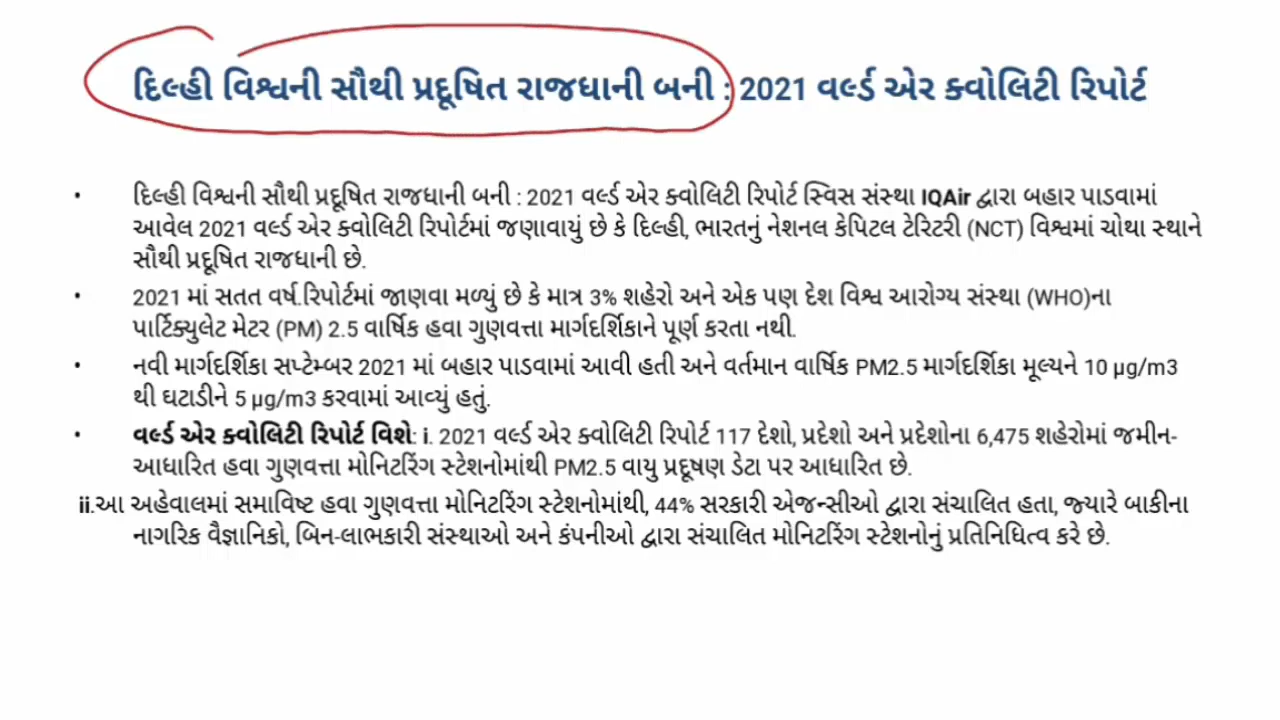 દિલ્હી વિશ્વની સૌથી પ્રદૂષિત રાજધાની બની : 2021 વર્લ્ડ એર ક્વોલિટી રિપોર્ટ
• દિલ્હી વિશ્વની સૌથી પ્રદૂષિત રાજધાની બની : 2021 વર્લ્ડ એર ક્વોલિટી રિપોર્ટ સ્વિસ સંસ્થા IQAir દ્વારા બહાર પાડવામાં
આવેલ 2021 વર્લ્ડ એર ક્વોલિટી રિપોર્ટમાં જણાવાયું છે કે દિલ્હી, ભારતનું નેશનલ કેપિટલ ટેરિટરી (NCT) વિશ્વમાં ચોથા સ્થાને
સૌથી પ્રદૂષિત રાજધાની છે.
• 2021 માં સતત વર્ષ.રિપોર્ટમાં જાણવા મળ્યું છે કે માત્ર 3% શહેરો અને એક પણ દેશ વિશ્વ આરોગ્ય સંસ્થા (WHO)ના
પાર્ટિક્યુલેટ મેટર (PM) 2.5 વાર્ષિક હવા ગુણવત્તા માર્ગદર્શિકાને પૂર્ણ કરતા નથી.
• નવી માર્ગદર્શિકા સપ્ટેમ્બર 2021 માં બહાર પાડવામાં આવી હતી અને વર્તમાન વાર્ષિક PM2.5 માર્ગદર્શિકા મૂલ્યને 10 µg/m3
થી ઘટાડીને 5 µg/m3 કરવામાં આવ્યું હતું.
• વર્લ્ડ એર ક્વોલિટી રિપોર્ટ વિશે: i. 2021 વર્લ્ડ એર ક્વોલિટી રિપોર્ટ 117 દેશો, પ્રદેશો અને પ્રદેશોના 6,475 શહેરોમાં જમીન-
આધારિત હવા ગુણવત્તા મોનિટરિંગ સ્ટેશનોમાંથી PM2.5 વાયુ પ્રદૂષણ ડેટા પર આધારિત છે.
ii.આ અહેવાલમાં સમાવિષ્ટ હવા ગુણવત્તા મોનિટરિંગ સ્ટેશનોમાંથી, 44% સરકારી એજન્સીઓ દ્વારા સંચાલિત હતા, જ્યારે બાકીના
નાગરિક વૈજ્ઞાનિકો, બિન-લાભકારી સંસ્થાઓ અને કંપનીઓ દ્વારા સંચાલિત મોનિટરિંગ સ્ટેશનોનું પ્રતિનિધિત્વ કરે છે.